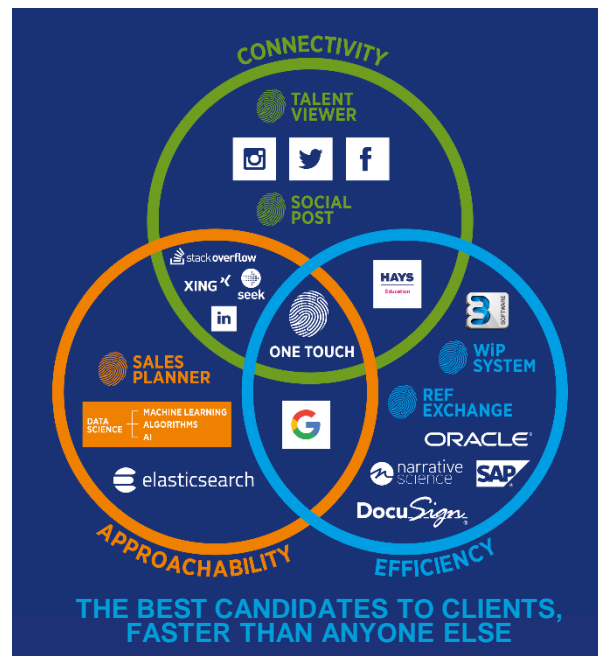 CONNECTIVITY
TALENT
VIEWER
SOCIAL
POST
stackoverflow
XING
seek
in
HAYS
Education
ONE TOUCH
3
SOFTWARE
WiP
SYSTEM
REF
EXCHANGE
SALES
PLANNER
DATA
SCIENCE
MACHINE LEARNING
ALGORITHMS
AI
G
ORACLE
narrative
science
SAP
elasticsearch
DocuSign
APPROACHABILITY
EFFICIENCY
THE BEST CANDIDATES TO CLIENTS,
FASTER THAN ANYONE ELSE